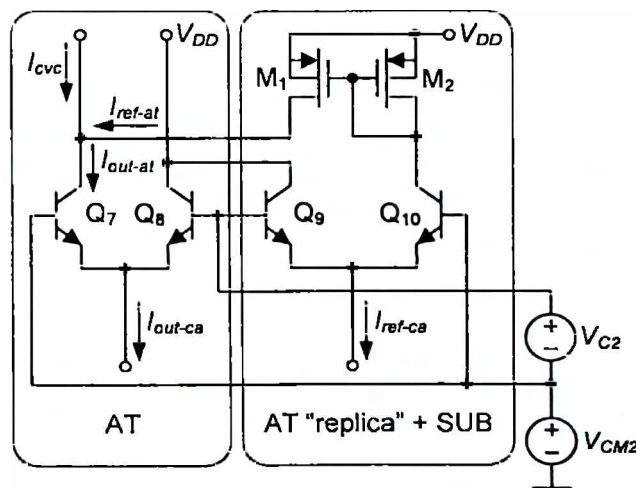 V_DD
V_DD
I_cvc
M_1
M_2
I_ref-at
I_out-at
Q_7
Q_8
Q_9
Q_10
I_out-ca
I_ref-ca
+
−
V_C2
+
−
V_CM2
AT
AT "replica" + SUB